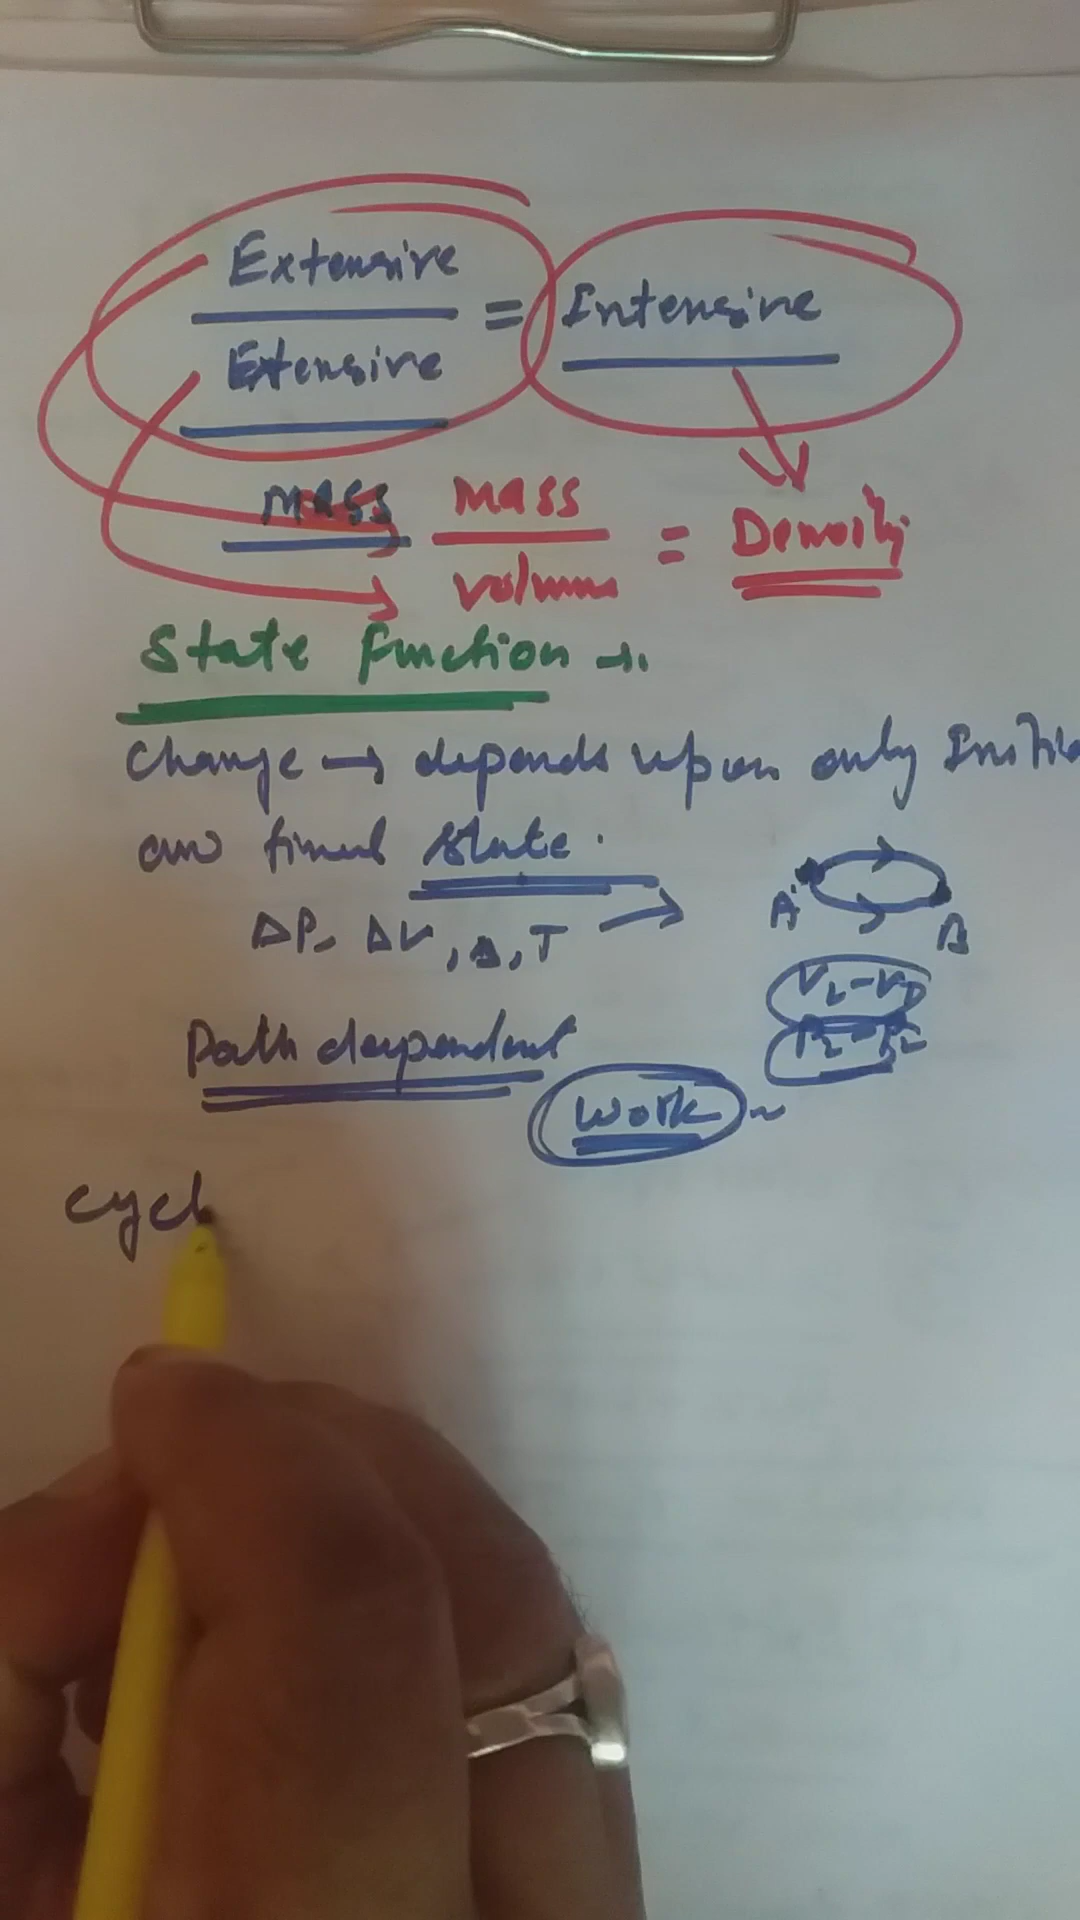 Extensive
Extensive
= Intensive
mass
mass
volume
= Density
State function →
Change → depends upon only
and final state.
ΔP, ΔV, Δ, T →
A
B
Path dependent
Work
cycl